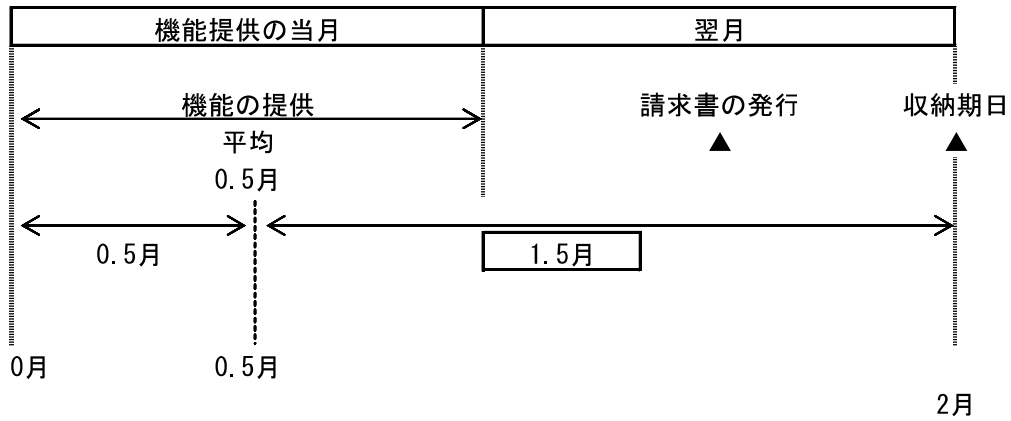 機能提供の当月 翌月
機能の提供 請求書の発行 収納期日
平均 ▲ ▲
0.5月
0.5月 1.5月
0月 0.5月
2月